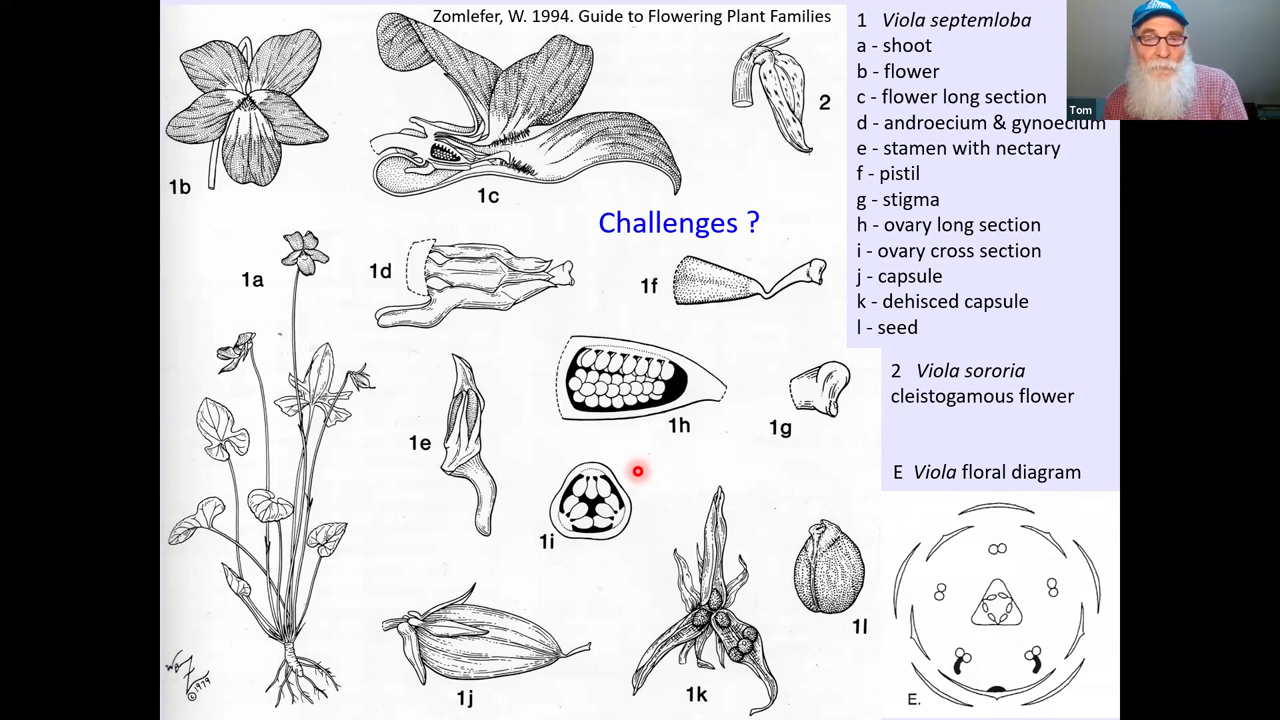 Zomlefer, W. 1994. Guide to Flowering Plant Families
1 Viola septemloba
a - shoot
b - flower
c - flower long section
d - androecium & gynoecium
e - stamen with nectary
f - pistil
g - stigma
h - ovary long section
i - ovary cross section
j - capsule
k - dehisced capsule
l - seed
2 Viola sororia
cleistogamous flower
E Viola floral diagram
Tom
Challenges ?
1b
1c
2
1a
1d
1f
1e
1h
1g
1i
1j
1k
1l
E.
©1979